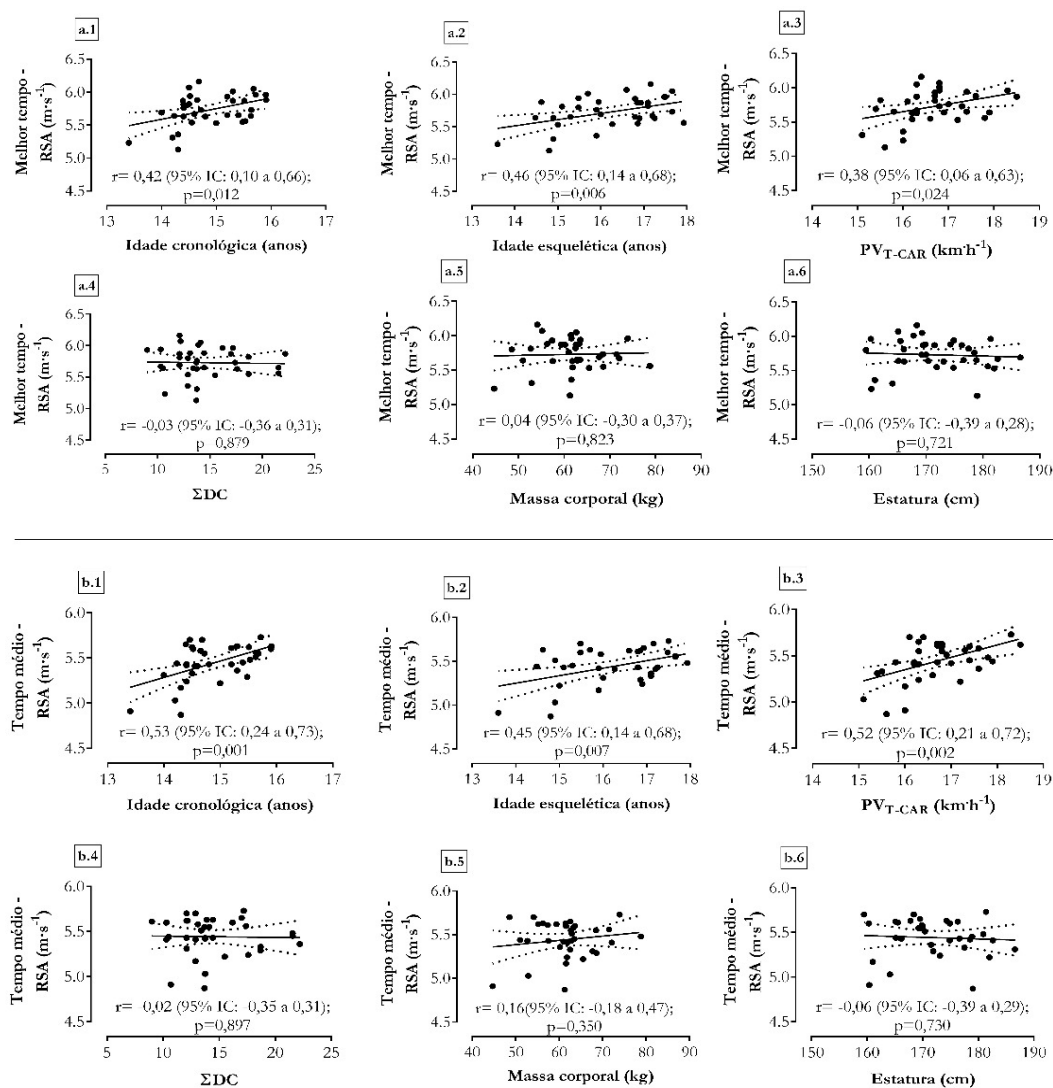 a.1
a.2
a.3
Melhor tempo -
RSA (m·s⁻¹)
6.5
6.0
5.5
5.0
4.5
r= 0,42 (95% IC: 0,10 a 0,66);
p=0,012
13 14 15 16 17
Idade cronológica (anos)
Melhor tempo -
RSA (m·s⁻¹)
6.5
6.0
5.5
5.0
4.5
r= 0,46 (95% IC: 0,14 a 0,68);
p=0,006
13 14 15 16 17 18
Idade esquelética (anos)
Melhor tempo -
RSA (m·s⁻¹)
6.5
6.0
5.5
5.0
4.5
r= 0,38 (95% IC: 0,06 a 0,63);
p=0,024
14 15 16 17 18 19
PVT-CAR (km·h⁻¹)
a.4
a.5
a.6
Melhor tempo -
RSA (m·s⁻¹)
6.5
6.0
5.5
5.0
4.5
r= -0,03 (95% IC: -0,36 a 0,31);
p=0,879
5 10 15 20 25
ΣDC
Melhor tempo -
RSA (m·s⁻¹)
6.5
6.0
5.5
5.0
4.5
r= 0,04 (95% IC: -0,30 a 0,37);
p=0,823
40 50 60 70 80 90
Massa corporal (kg)
Melhor tempo -
RSA (m·s⁻¹)
6.5
6.0
5.5
5.0
4.5
r= -0,06 (95% IC: -0,39 a 0,28);
p=0,721
150 160 170 180 190
Estatura (cm)
b.1
b.2
b.3
Tempo médio -
RSA (m·s⁻¹)
6.0
5.5
5.0
4.5
r= 0,53 (95% IC: 0,24 a 0,73);
p=0,001
13 14 15 16 17
Idade cronológica (anos)
Tempo médio -
RSA (m·s⁻¹)
6.0
5.5
5.0
4.5
r= 0,45 (95% IC: 0,14 a 0,68);
p=0,007
13 14 15 16 17 18
Idade esquelética (anos)
Tempo médio -
RSA (m·s⁻¹)
6.0
5.5
5.0
4.5
r= 0,52 (95% IC: 0,21 a 0,72);
p=0,002
14 15 16 17 18 19
PVT-CAR (km·h⁻¹)
b.4
b.5
b.6
Tempo médio -
RSA (m·s⁻¹)
6.0
5.5
5.0
4.5
r= -0,02 (95% IC: -0,35 a 0,31);
p=0,897
5 10 15 20 25
ΣDC
Tempo médio -
RSA (m·s⁻¹)
6.0
5.5
5.0
4.5
r= 0,16(95% IC: -0,18 a 0,47);
p=0,350
40 50 60 70 80 90
Massa corporal (kg)
Tempo médio -
RSA (m·s⁻¹)
6.0
5.5
5.0
4.5
r= -0,06 (95% IC: -0,39 a 0,29);
p=0,730
150 160 170 180 190
Estatura (cm)